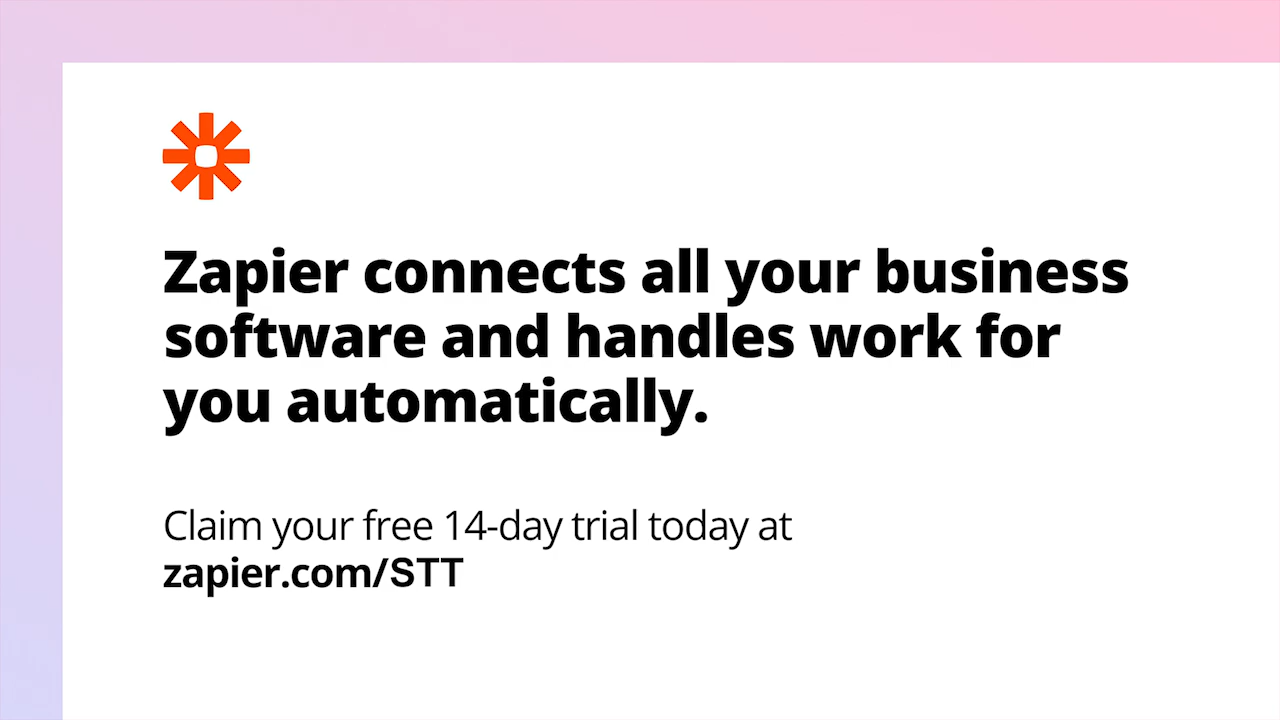 Zapier connects all your business
software and handles work for
you automatically.
Claim your free 14-day trial today at
zapier.com/STT